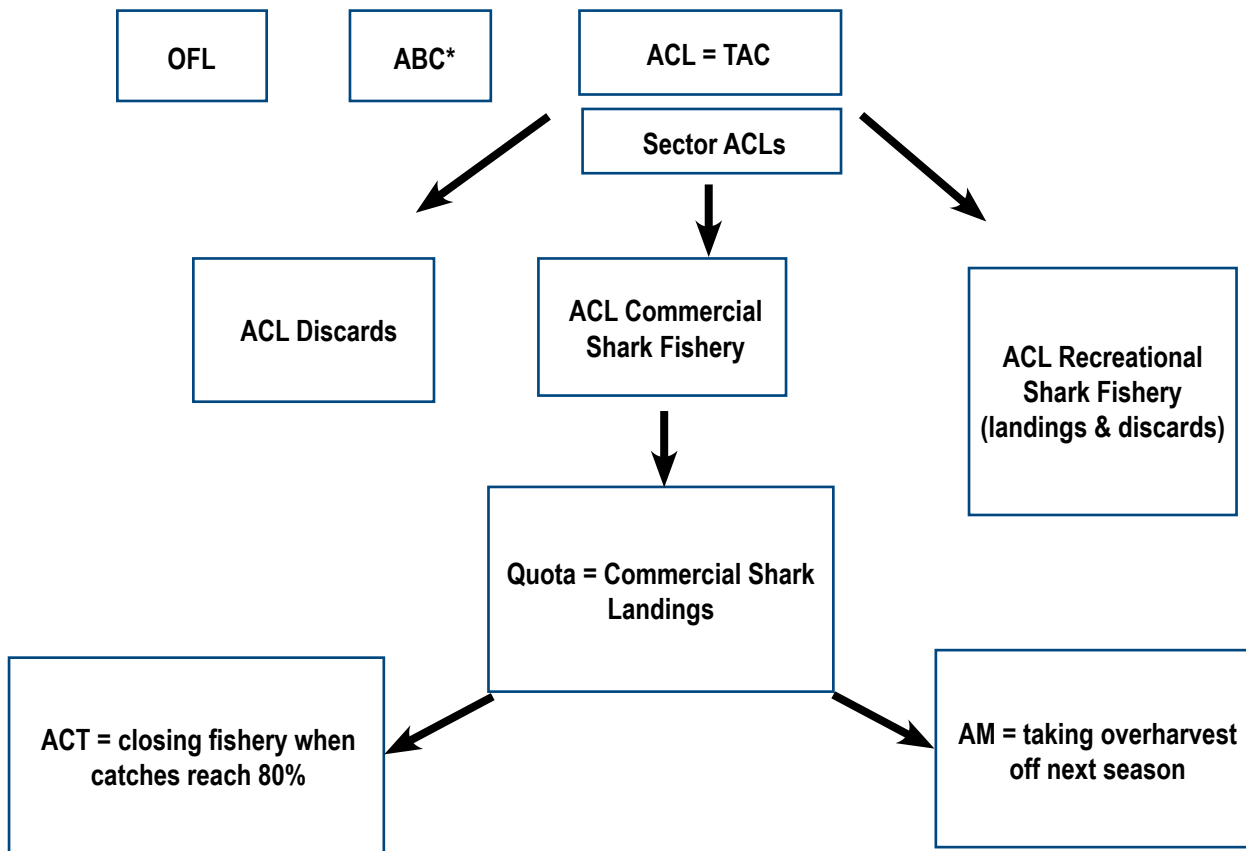 OFL
ABC*
ACL = TAC
Sector ACLs
ACL Discards
ACL Commercial
Shark Fishery
ACL Recreational
Shark Fishery
(landings & discards)
Quota = Commercial Shark
Landings
ACT = closing fishery when
catches reach 80%
AM = taking overharvest
off next season